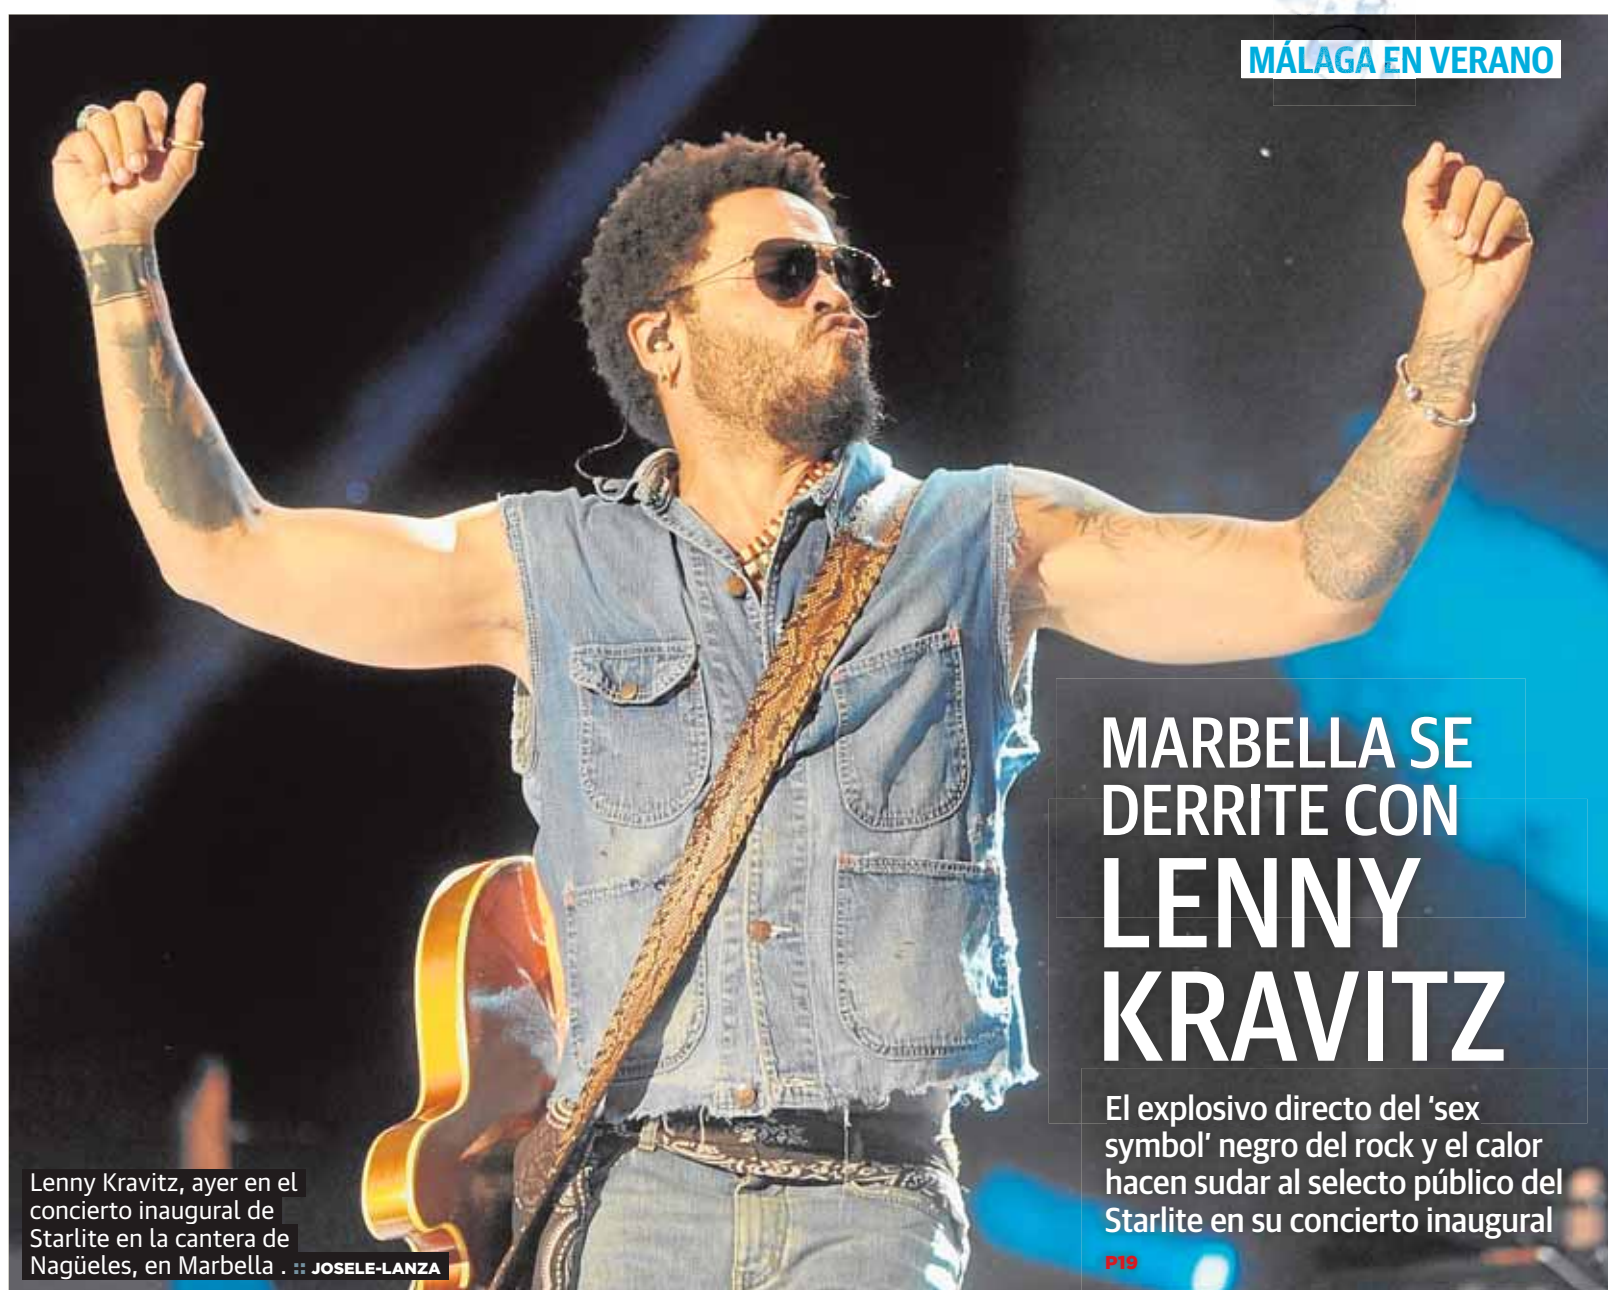 MÁLAGA EN VERANO
MARBELLA SE
DERRITE CON
LENNY
KRAVITZ
El explosivo directo del ‘sex
symbol’ negro del rock y el calor
hacen sudar al selecto público del
Starlite en su concierto inaugural
P19
Lenny Kravitz, ayer en el
concierto inaugural de
Starlite en la cantera de
Nagüeles, en Marbella . :: JOSELE-LANZA